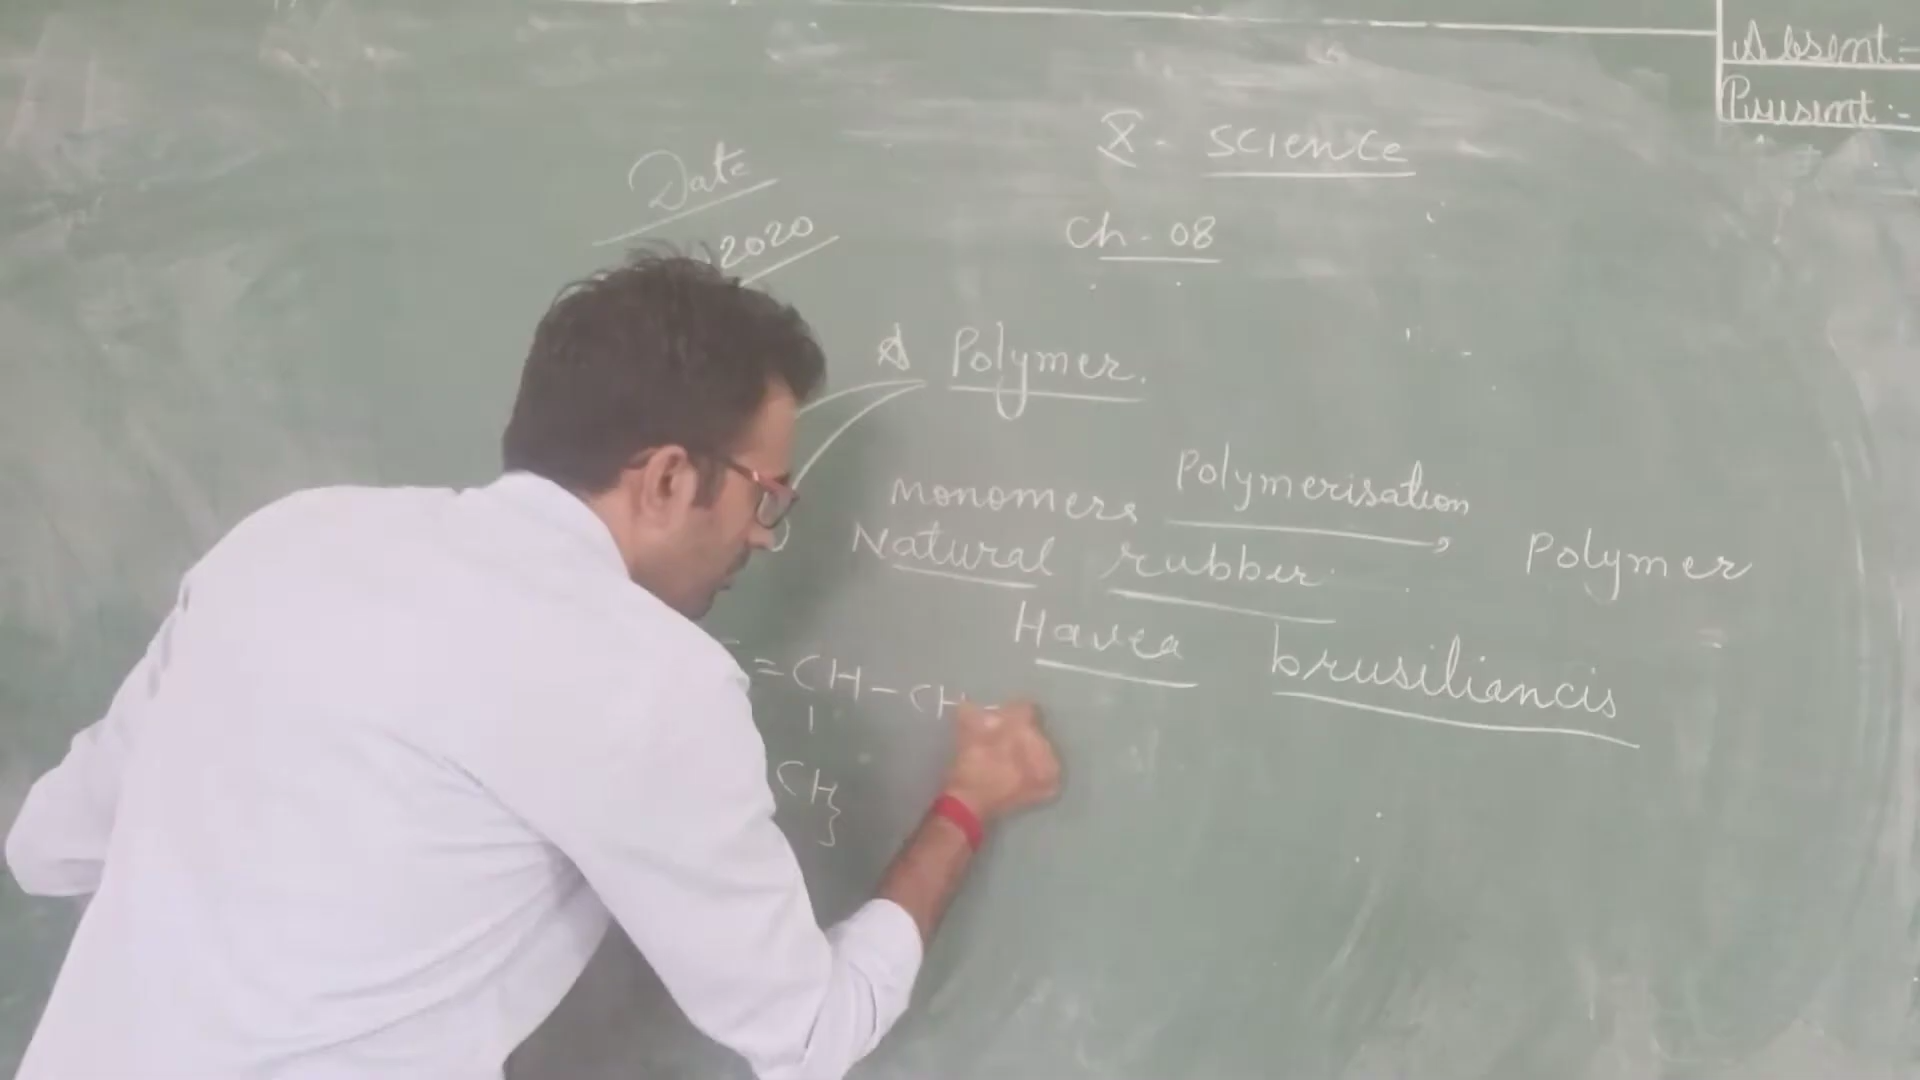 Absent:-
Present:-
X - Science
Date
2020
Ch - 08
Polymer.
Monomers Polymerisation Polymer
Natural rubber
Havea brusiliancis
=CH-CH
CH3